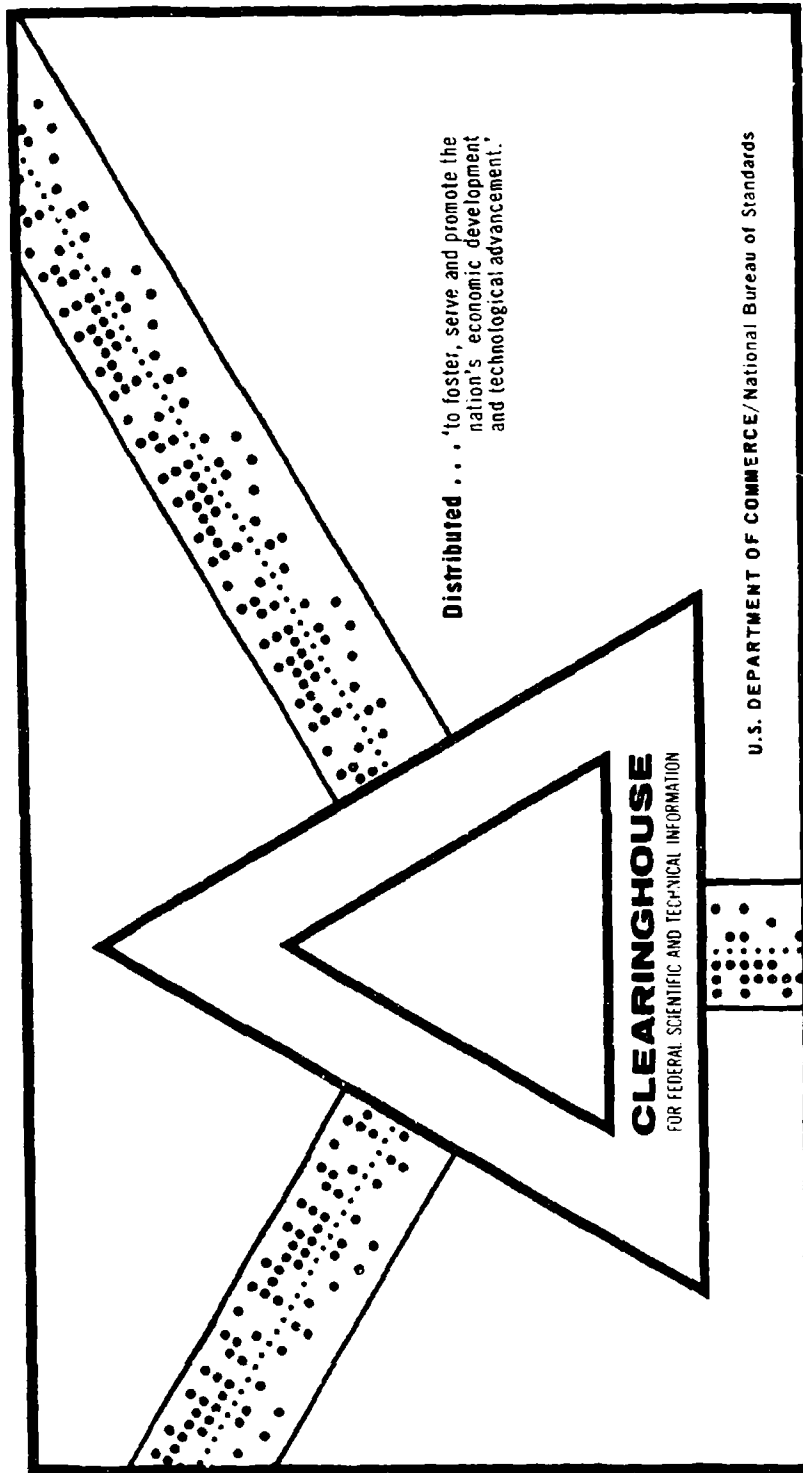 Distributed . . . 'to foster, serve and promote the
nation's economic development
and technological advancement.'
CLEARINGHOUSE
FOR FEDERAL SCIENTIFIC AND TECHNICAL INFORMATION
U.S. DEPARTMENT OF COMMERCE/National Bureau of Standards